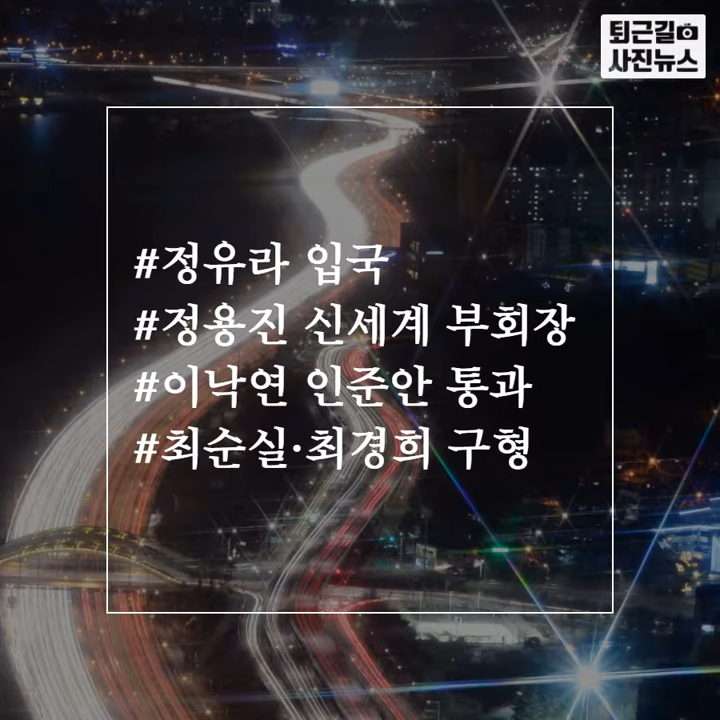 퇴근길
사진뉴스
#정유라 입국
#정용진 신세계 부회장
#이낙연 인준안 통과
#최순실·최경희 구형